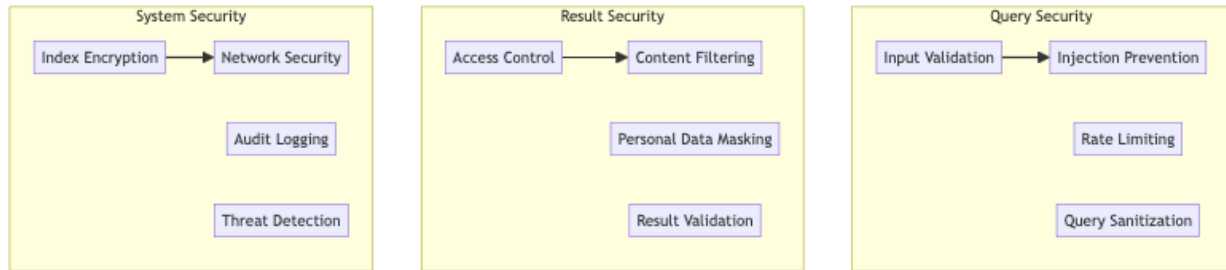 System Security
Index Encryption
Network Security
Audit Logging
Threat Detection
Result Security
Access Control
Content Filtering
Personal Data Masking
Result Validation
Query Security
Input Validation
Injection Prevention
Rate Limiting
Query Sanitization